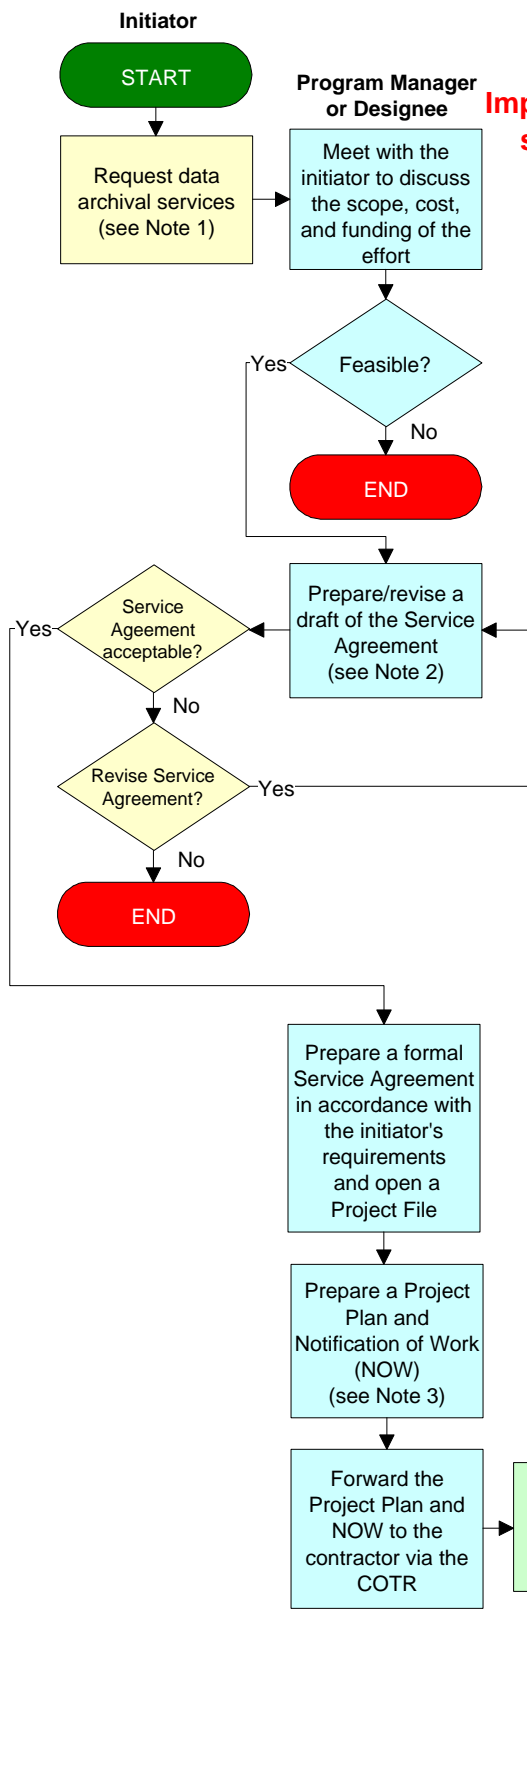 Initiator
START
Program Manager
or Designee
Request data
archival services
(see Note 1)
Meet with the
initiator to discuss
the scope, cost,
and funding of the
effort
Yes
Feasible?
No
END
Prepare/revise a
draft of the Service
Agreement
(see Note 2)
Yes
Service
Ageement
acceptable?
No
Revise Service
Agreement?
Yes
No
END
Prepare a formal
Service Agreement
in accordance with
the initiator's
requirements
and open a
Project File
Prepare a Project
Plan and
Notification of Work
(NOW)
(see Note 3)
Forward the
Project Plan and
NOW to the
contractor via the
COTR